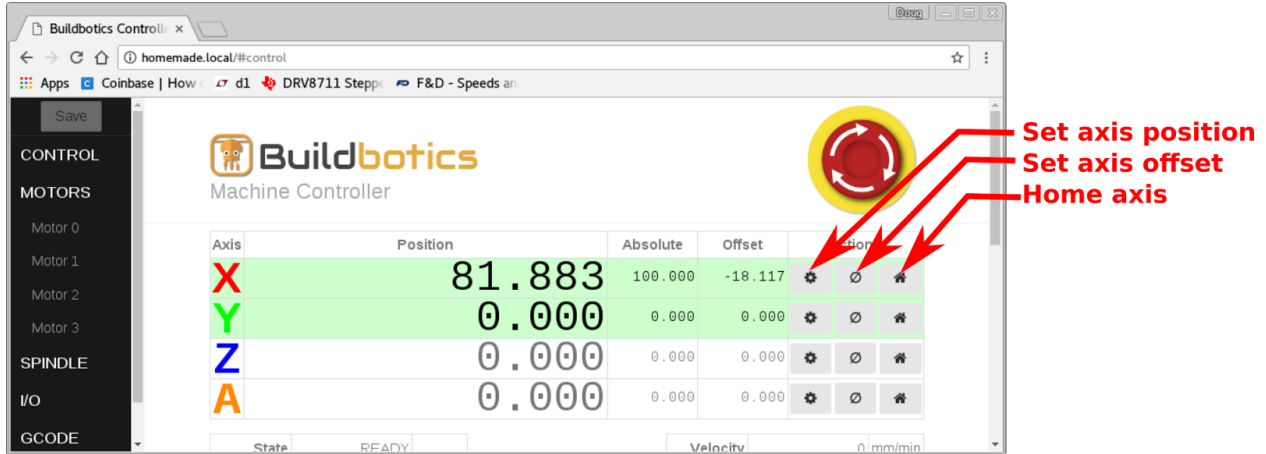 Doug
Buildbotics Controll
homemade.local/#control
Apps Coinbase | How d1 DRV8711 Steppe F&D - Speeds an
Save
CONTROL
MOTORS
Motor 0
Motor 1
Motor 2
Motor 3
SPINDLE
I/O
GCODE
Buildbotics
Machine Controller
Set axis position
Set axis offset
Home axis
Axis Position Absolute Offset ction
X 81.883 100.000 -18.117
Y 0.000 0.000 0.000
Z 0.000 0.000 0.000
A 0.000 0.000 0.000
State READY Velocity 0 mm/min